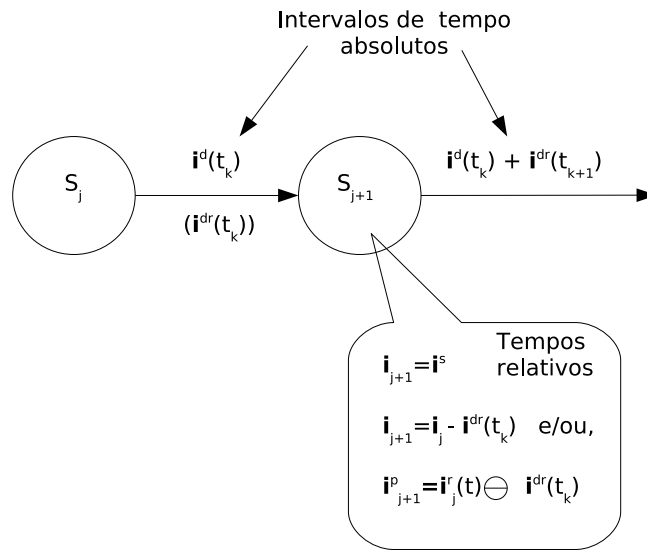 Intervalos de tempo
absolutos
i^d(t_k)
i^d(t_k) + i^dr(t_k+1)
S_j
S_j+1
(i^dr(t_k))
Tempos
relativos
i_j+1=i^s
i_j+1=i_j - i^dr(t_k) e/ou,
i^p_j+1=i^r_j(t)⊖ i^dr(t_k)